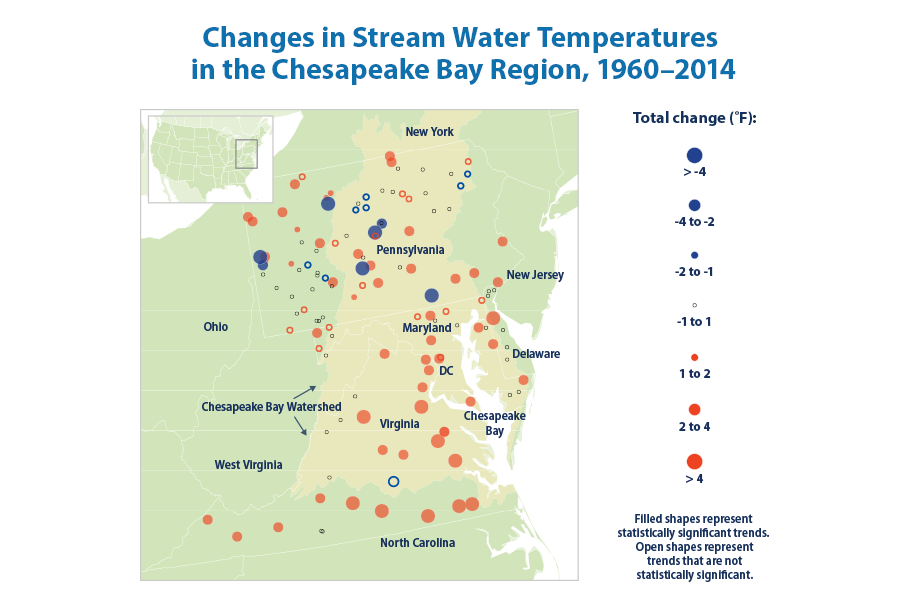 Changes in Stream Water Temperatures
in the Chesapeake Bay Region, 1960–2014
Total change (˚F):
> -4
-4 to -2
-2 to -1
-1 to 1
1 to 2
2 to 4
> 4
Filled shapes represent
statistically significant trends.
Open shapes represent
trends that are not
statistically significant.
New York
Pennsylvania
New Jersey
Ohio
Maryland
Delaware
DC
Chesapeake Bay Watershed
Chesapeake
Bay
Virginia
West Virginia
North Carolina